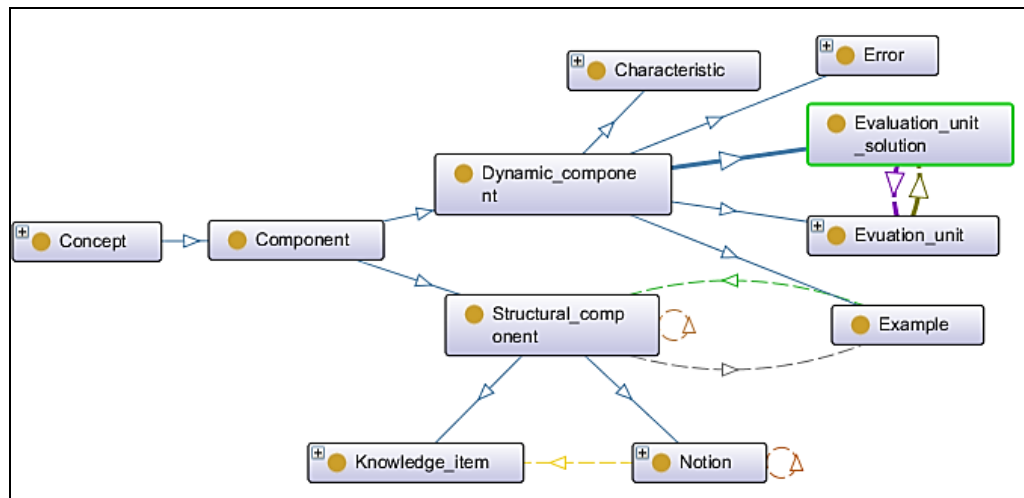 Characteristic
Error
Evaluation_unit
_solution
Dynamic_compone
nt
Concept
Component
Evuation_unit
Structural_comp
onent
Example
Knowledge_item
Notion